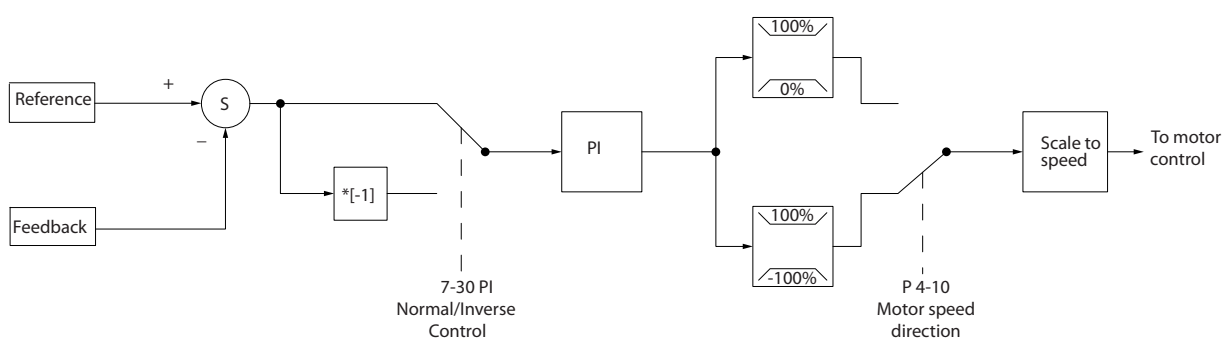 Reference
+
S
–
Feedback
*[-1]
7-30 PI
Normal/Inverse
Control
PI
100%
0%
100%
-100%
P 4-10
Motor speed
direction
Scale to
speed
To motor
control